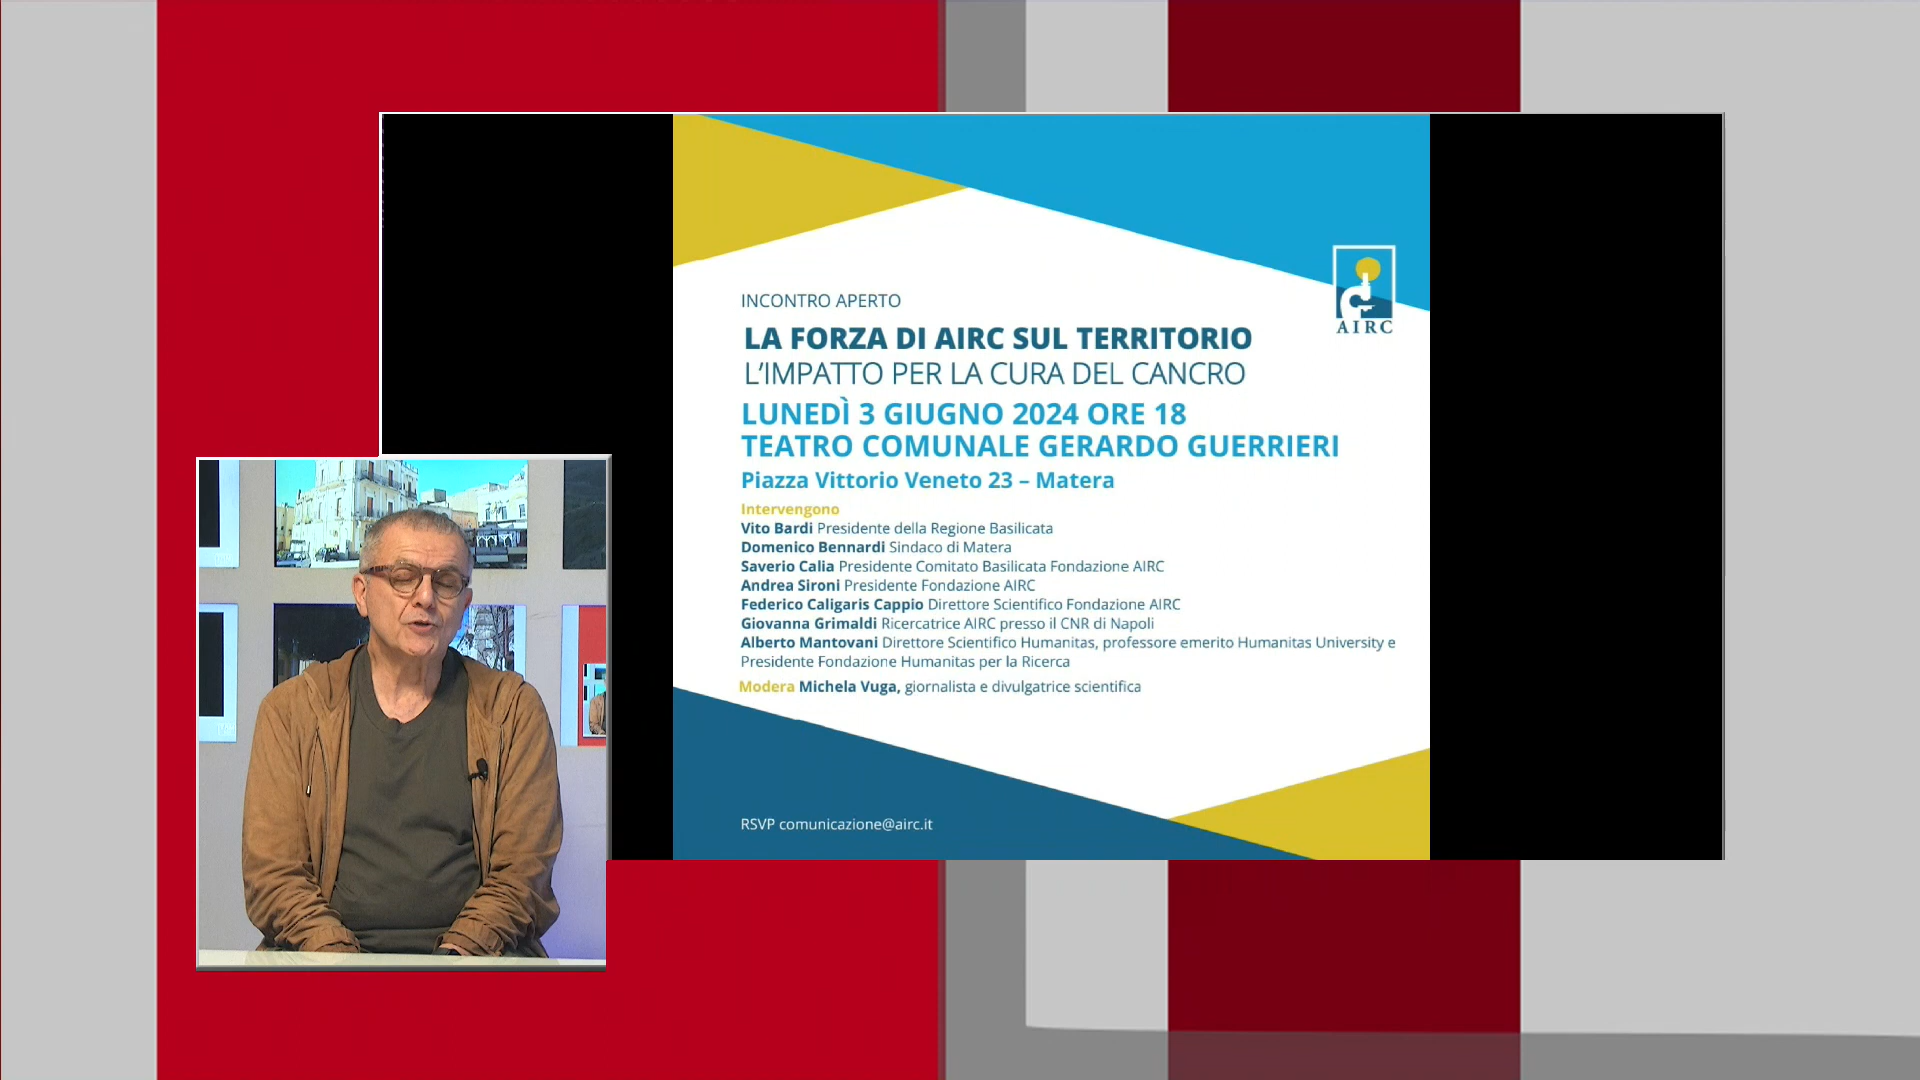 INCONTRO APERTO
LA FORZA DI AIRC SUL TERRITORIO
L'IMPATTO PER LA CURA DEL CANCRO
LUNEDÌ 3 GIUGNO 2024 ORE 18
TEATRO COMUNALE GERARDO GUERRIERI
Piazza Vittorio Veneto 23 – Matera
Intervengono
Vito Bardi Presidente della Regione Basilicata
Domenico Bennardi Sindaco di Matera
Saverio Calia Presidente Comitato Basilicata Fondazione AIRC
Andrea Sironi Presidente Fondazione AIRC
Federico Caligaris Cappio Direttore Scientifico Fondazione AIRC
Giovanna Grimaldi Ricercatrice AIRC presso il CNR di Napoli
Alberto Mantovani Direttore Scientifico Humanitas, professore emerito Humanitas University e
Presidente Fondazione Humanitas per la Ricerca
Modera Michela Vuga, giornalista e divulgatrice scientifica
RSVP comunicazione@airc.it
AIRC